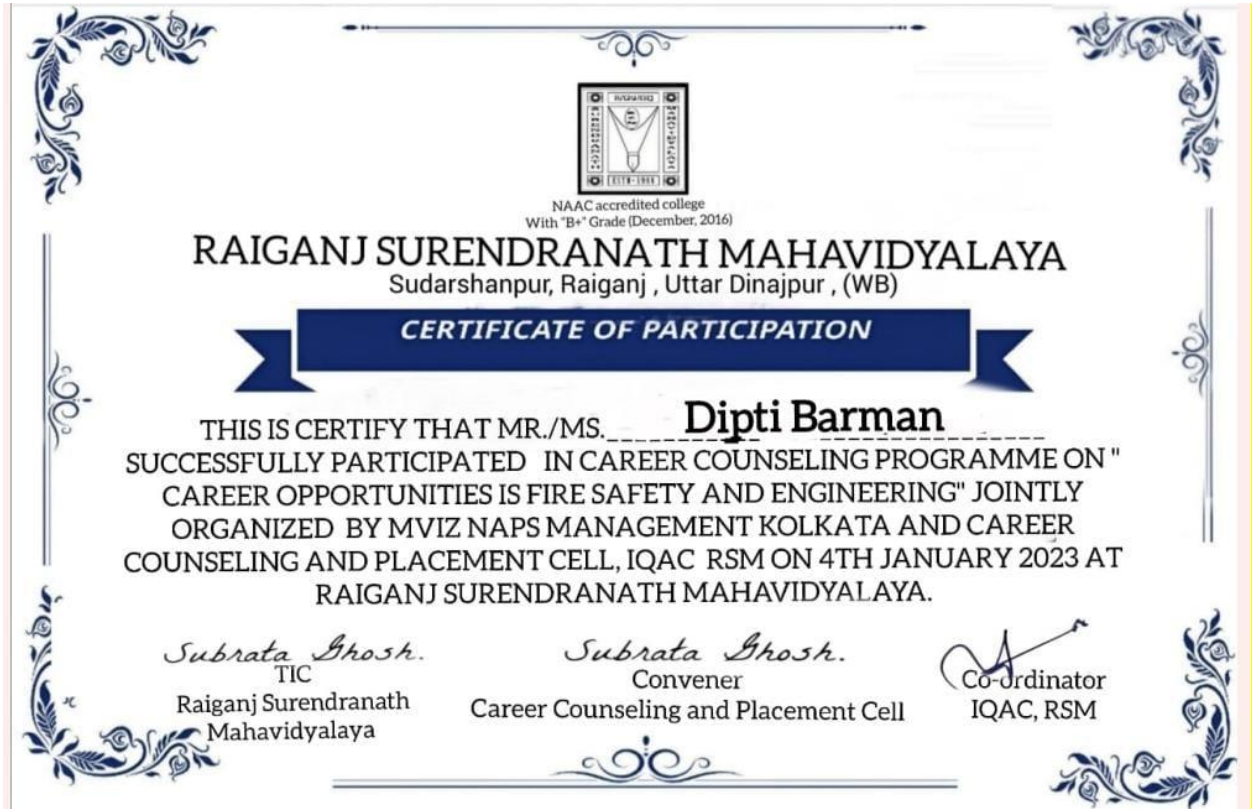 ESTD-1968
NAAC accredited college
With "B+" Grade (December, 2016)
RAIGANJ SURENDRANATH MAHAVIDYALAYA
Sudarshanpur, Raiganj , Uttar Dinajpur , (WB)
CERTIFICATE OF PARTICIPATION
THIS IS CERTIFY THAT MR./MS. Dipti Barman
SUCCESSFULLY PARTICIPATED IN CAREER COUNSELING PROGRAMME ON "
CAREER OPPORTUNITIES IS FIRE SAFETY AND ENGINEERING" JOINTLY
ORGANIZED BY MVIZ NAPS MANAGEMENT KOLKATA AND CAREER
COUNSELING AND PLACEMENT CELL, IQAC RSM ON 4TH JANUARY 2023 AT
RAIGANJ SURENDRANATH MAHAVIDYALAYA.
Subrata Ghosh.
TIC
Raiganj Surendranath
Mahavidyalaya
Subrata Ghosh.
Convener
Career Counseling and Placement Cell
Co-ordinator
IQAC, RSM